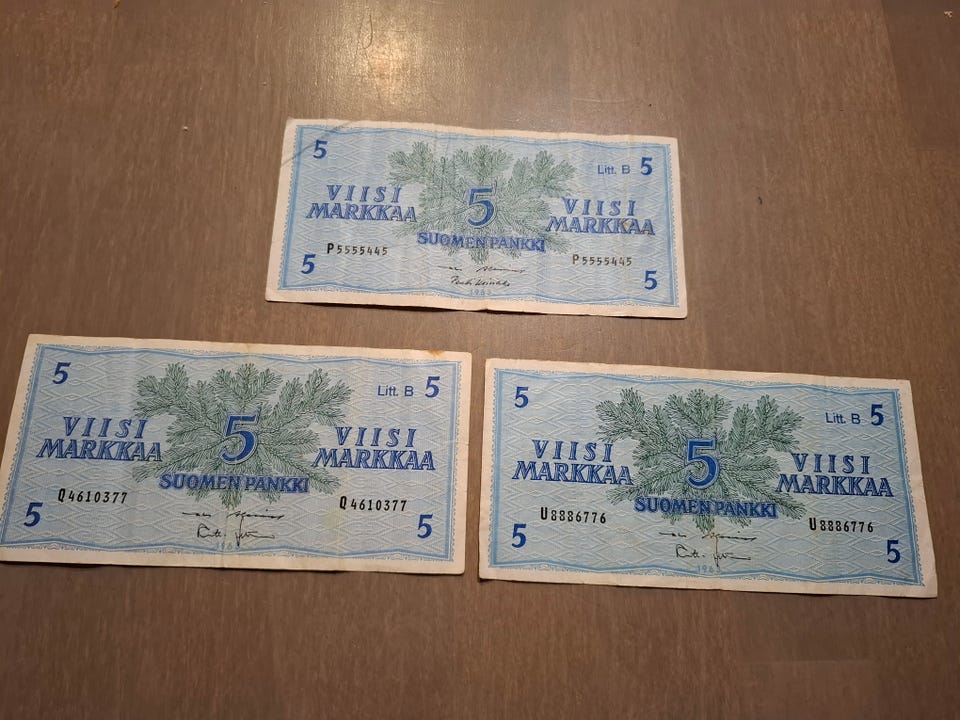 5 Litt. B 5
VIISI MARKKAA
5
VIISI MARKKAA
SUOMEN PANKKI
P5555445
P5555445
5 5
5 Litt. B 5
VIISI MARKKAA
5
VIISI MARKKAA
SUOMEN PANKKI
Q4610377
Q4610377
5 5
5 Litt. B 5
VIISI MARKKAA
5
VIISI MARKKAA
SUOMEN PANKKI
U8886776
U8886776
5 5